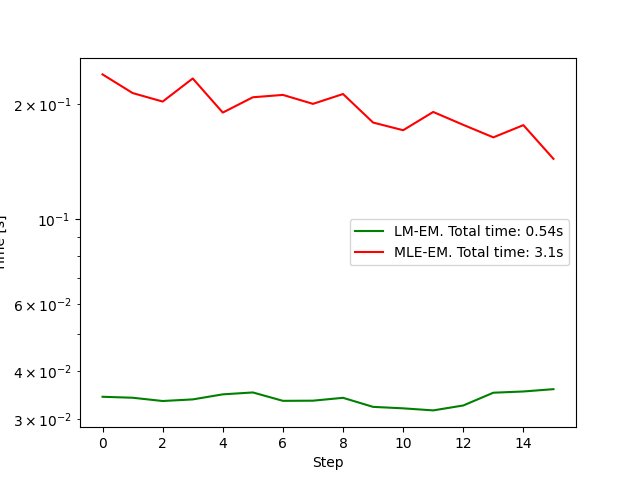 2 × 10⁻¹
10⁻¹
6 × 10⁻²
4 × 10⁻²
3 × 10⁻²
LM-EM. Total time: 0.54s
MLE-EM. Total time: 3.1s
0 2 4 6 8 10 12 14
Step